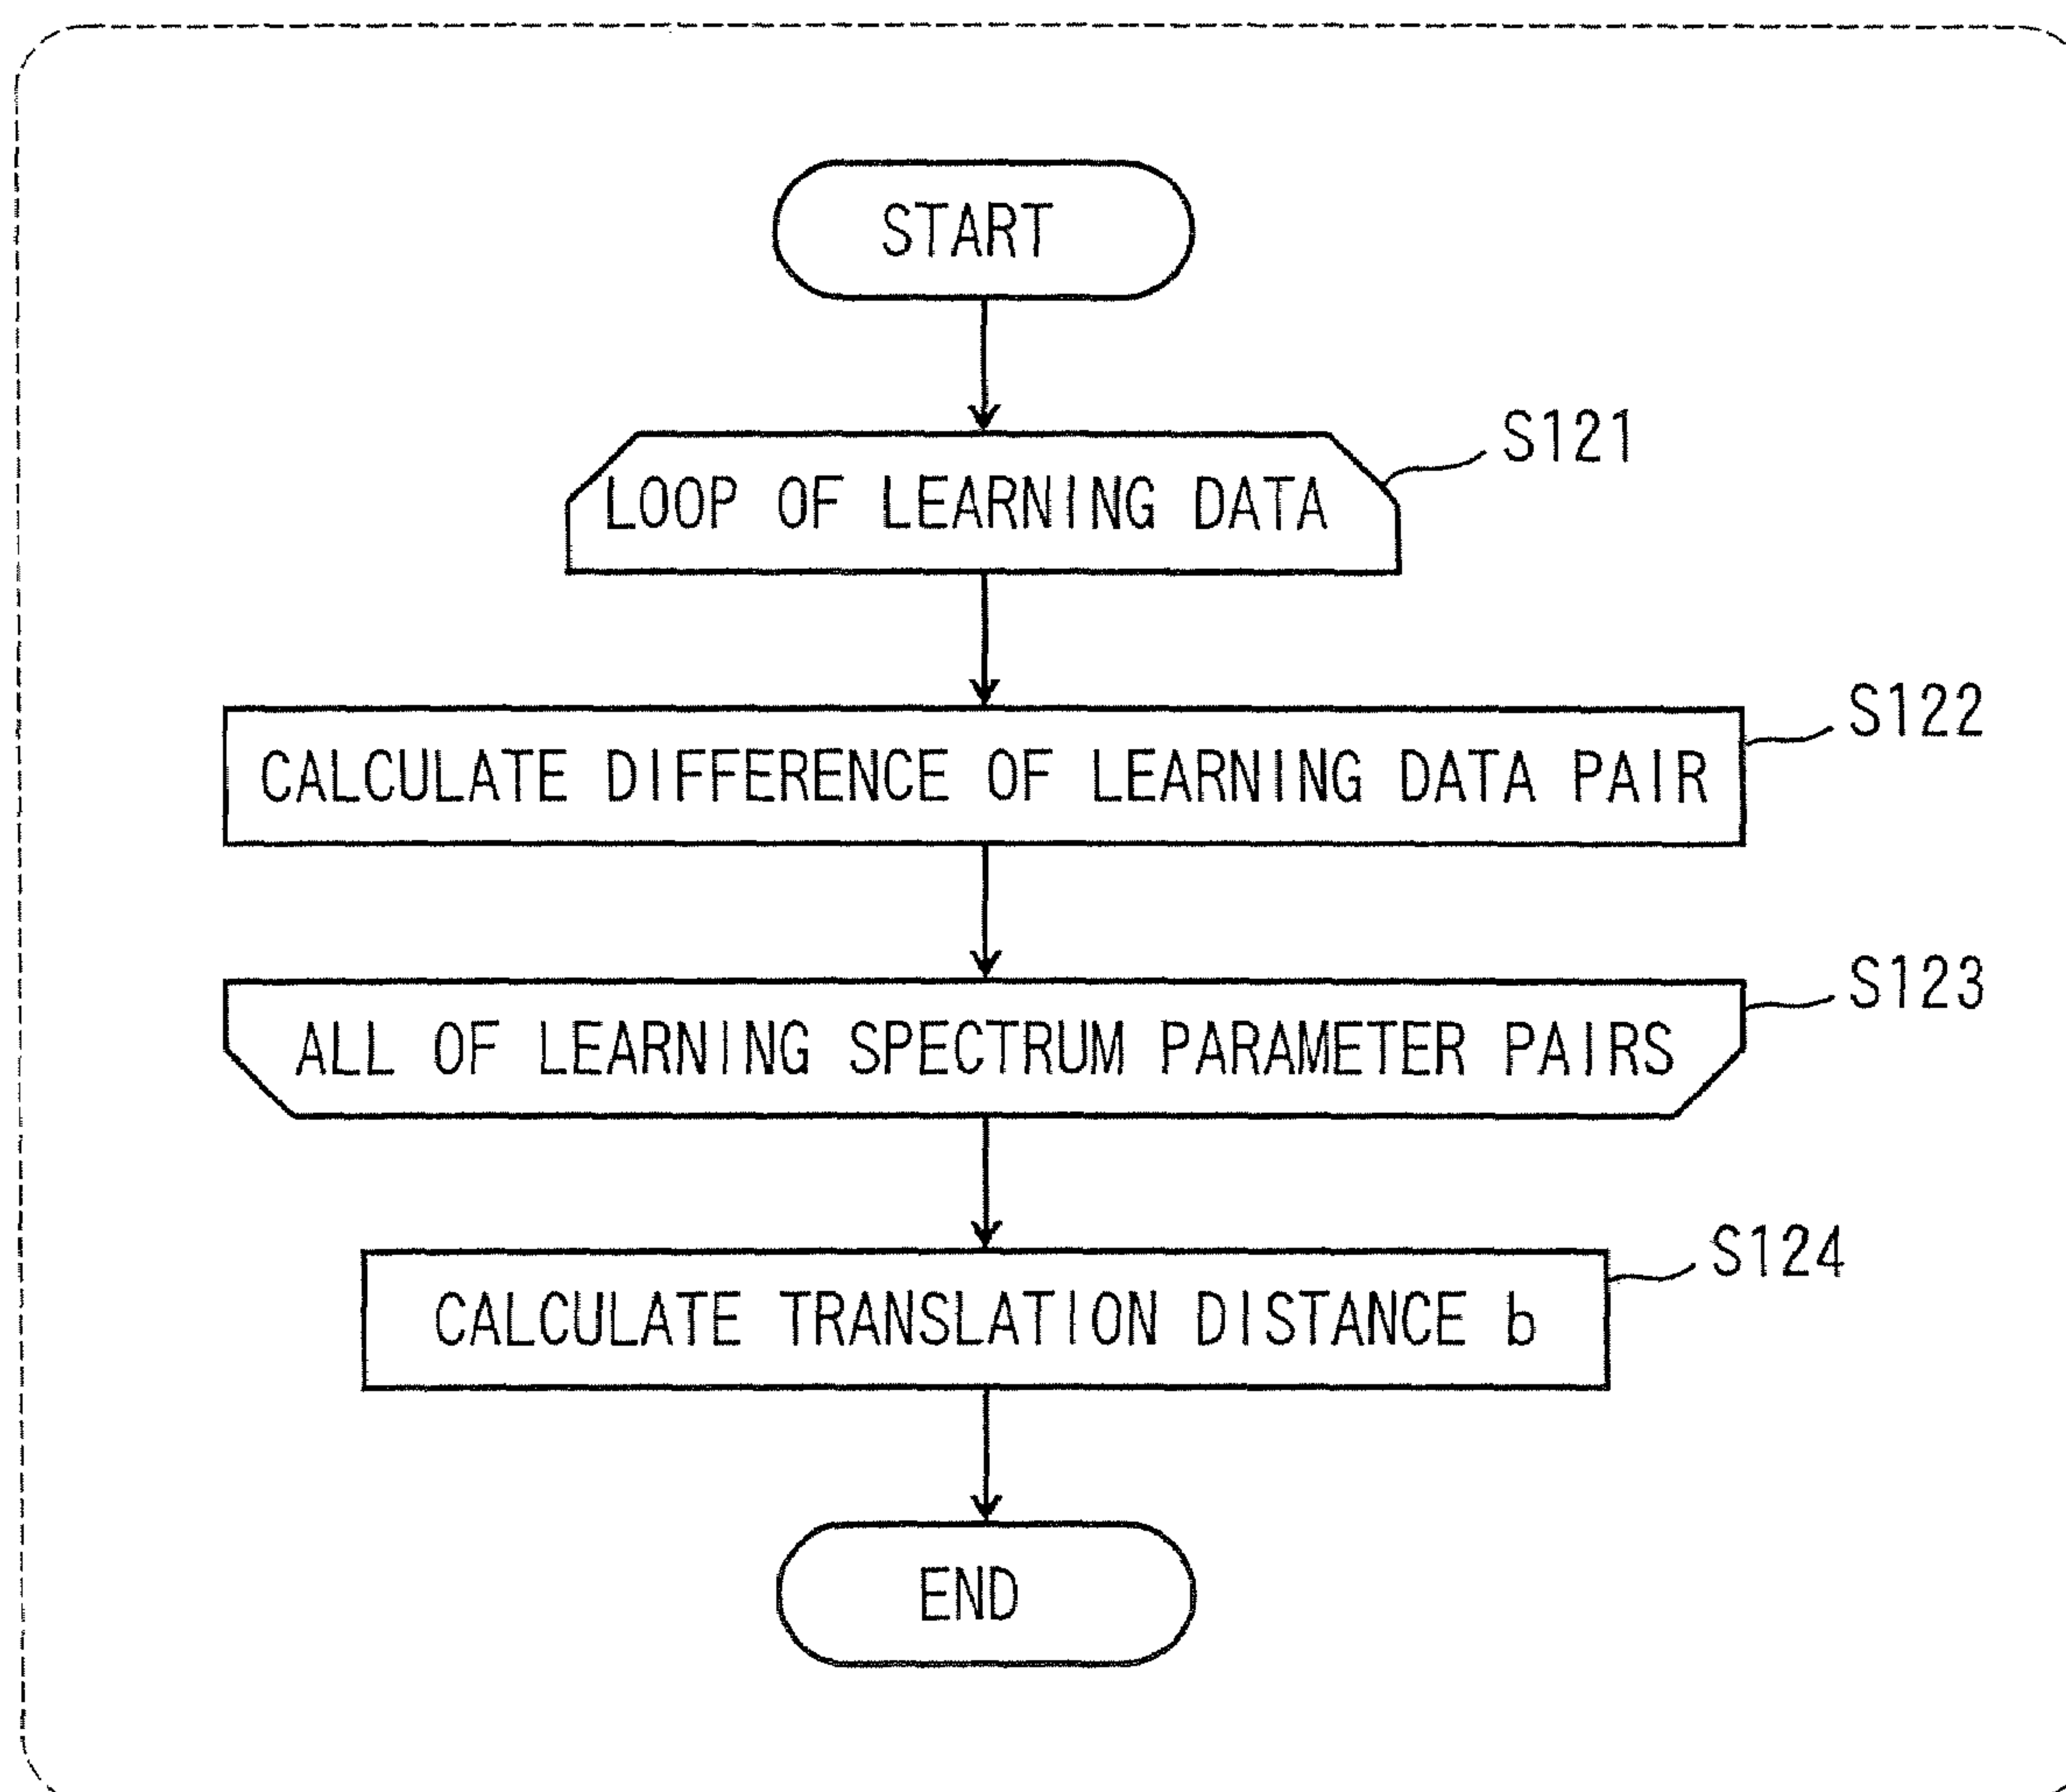 START
LOOP OF LEARNING DATA
S121
CALCULATE DIFFERENCE OF LEARNING DATA PAIR
S122
ALL OF LEARNING SPECTRUM PARAMETER PAIRS
S123
CALCULATE TRANSLATION DISTANCE b
S124
END